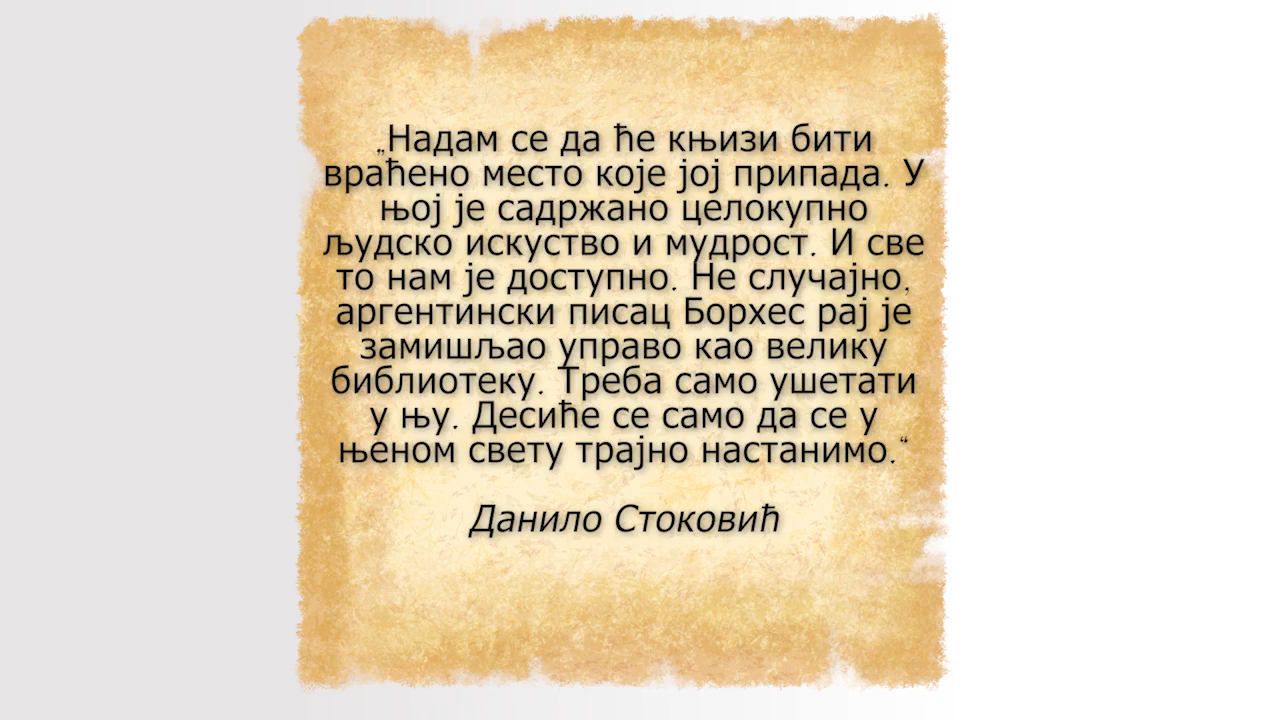 „Надам се да ће књизи бити
враћено место које јој припада. У
њој је садржано целокупно
људско искуство и мудрост. И све
то нам је доступно. Не случајно,
аргентински писац Борхес рај је
замишљао управо као велику
библиотеку. Треба само ушетати
у њу. Десиће се само да се у
њеном свету трајно настанимо.“
Данило Стоковић